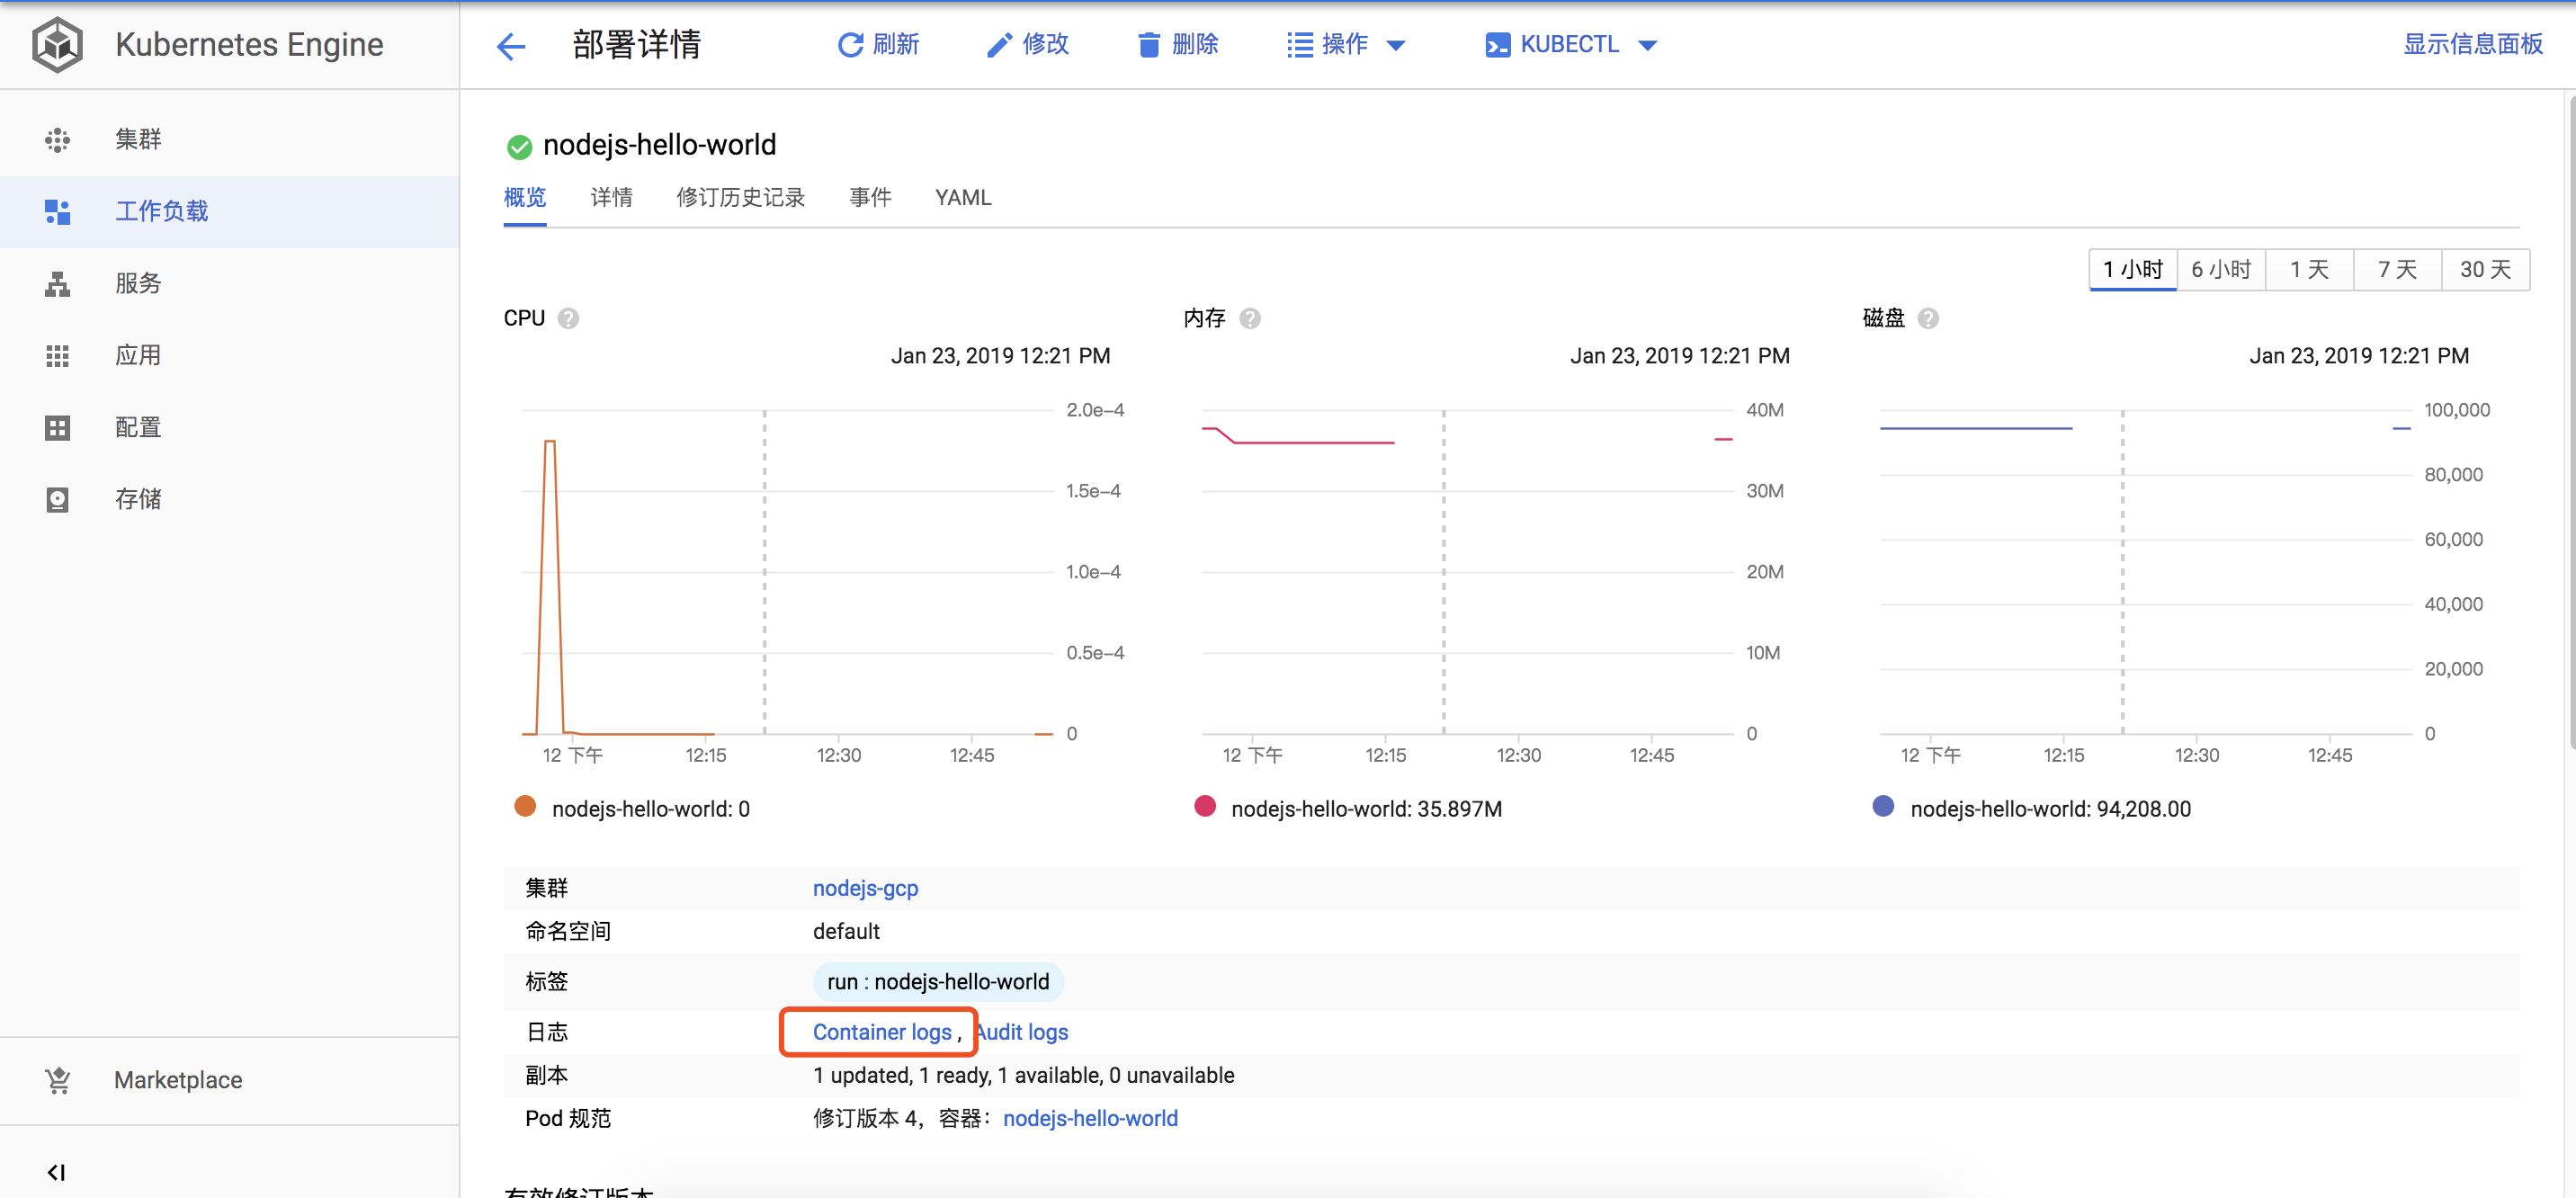 Kubernetes Engine
部署详情
刷新
修改
删除
操作
KUBECTL
显示信息面板
集群
工作负载
服务
应用
配置
存储
Marketplace
nodejs-hello-world
概览 详情 修订历史记录 事件 YAML
1 小时 6 小时 1 天 7 天 30 天
CPU
Jan 23, 2019 12:21 PM
2.0e–4
1.5e–4
1.0e–4
0.5e–4
0
12 下午 12:15 12:30 12:45
nodejs-hello-world: 0
内存
Jan 23, 2019 12:21 PM
40M
30M
20M
10M
0
12 下午 12:15 12:30 12:45
nodejs-hello-world: 35.897M
磁盘
Jan 23, 2019 12:21 PM
100,000
80,000
60,000
40,000
20,000
0
12 下午 12:15 12:30 12:45
nodejs-hello-world: 94,208.00
集群 nodejs-gcp
命名空间 default
标签 run : nodejs-hello-world
日志 Container logs , Audit logs
副本 1 updated, 1 ready, 1 available, 0 unavailable
Pod 规范 修订版本 4，容器： nodejs-hello-world
有效修订版本